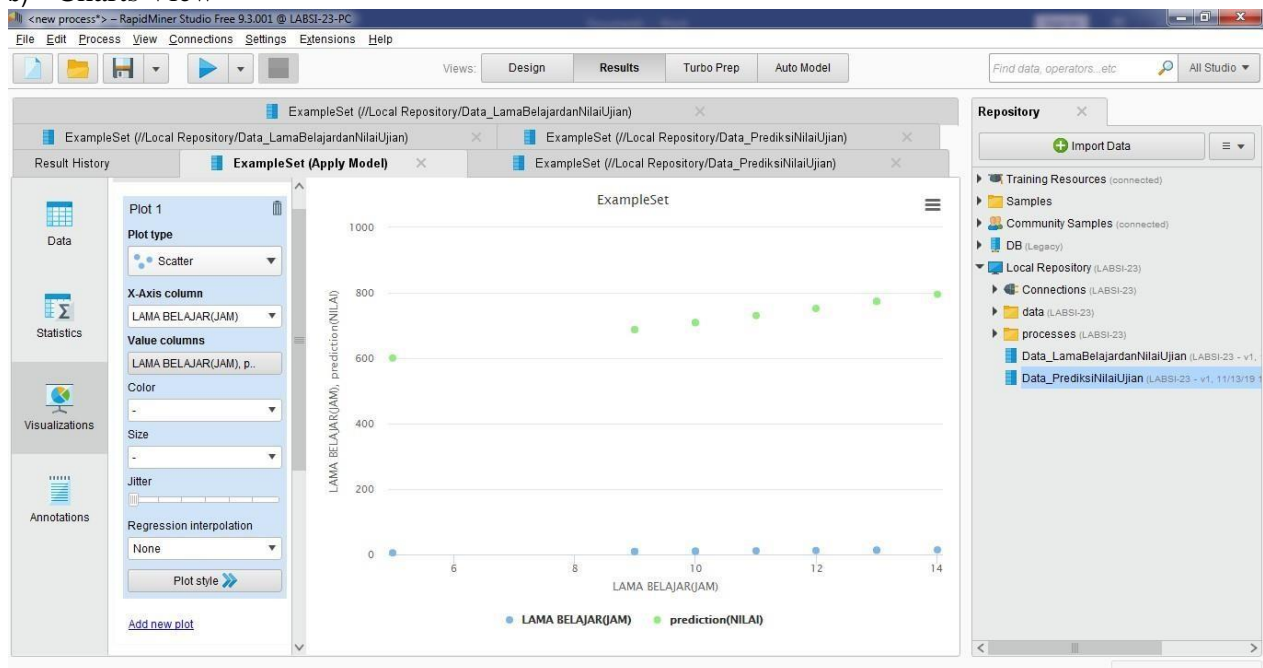 b) Charts View
<new process*> – RapidMiner Studio Free 9.3.001 @ LABSI-23-PC
File Edit Process View Connections Settings Extensions Help
Views: Design Results Turbo Prep Auto Model
Find data, operators...etc All Studio
ExampleSet (//Local Repository/Data_LamaBelajardanNilaiUjian)
ExampleSet (//Local Repository/Data_LamaBelajardanNilaiUjian) ExampleSet (//Local Repository/Data_PrediksiNilaiUjian)
Result History ExampleSet (Apply Model) ExampleSet (//Local Repository/Data_PrediksiNilaiUjian)
Data
Statistics
Visualizations
Annotations
Plot 1
Plot type
Scatter
X-Axis column
LAMA BELAJAR(JAM)
Value columns
LAMA BELAJAR(JAM), p..
Color
-
Size
-
Jitter
Regression interpolation
None
Plot style
Add new plot
ExampleSet
LAMA BELAJAR(JAM), prediction(NILAI)
1000
800
600
400
200
0
6 8 10 12 14
LAMA BELAJAR(JAM)
LAMA BELAJAR(JAM) prediction(NILAI)
Repository
Import Data
Training Resources (connected)
Samples
Community Samples (connected)
DB (Legacy)
Local Repository (LABSI-23)
Connections (LABSI-23)
data (LABSI-23)
processes (LABSI-23)
Data_LamaBelajardanNilaiUjian (LABSI-23 - v1,
Data_PrediksiNilaiUjian (LABSI-23 - v1, 11/13/19 1